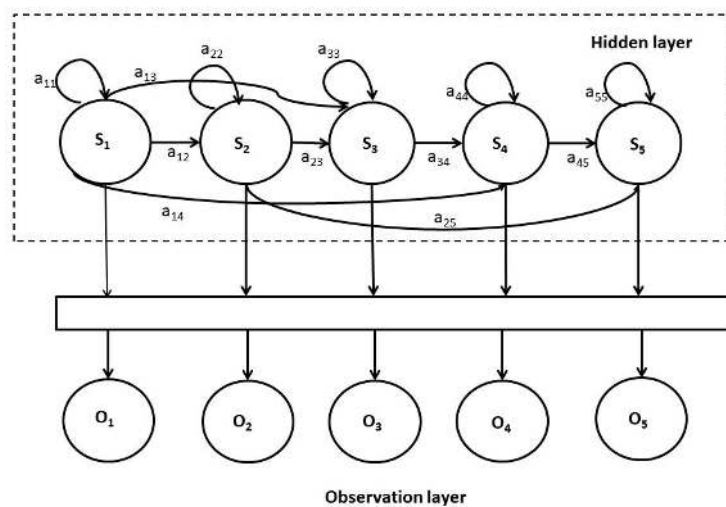 Hidden layer
a₁₁ a₁₃ a₂₂ a₃₃ a₄₄ a₅₅
S₁ S₂ S₃ S₄ S₅
a₁₂ a₂₃ a₃₄ a₄₅
a₁₄ a₂₅
O₁ O₂ O₃ O₄ O₅
Observation layer